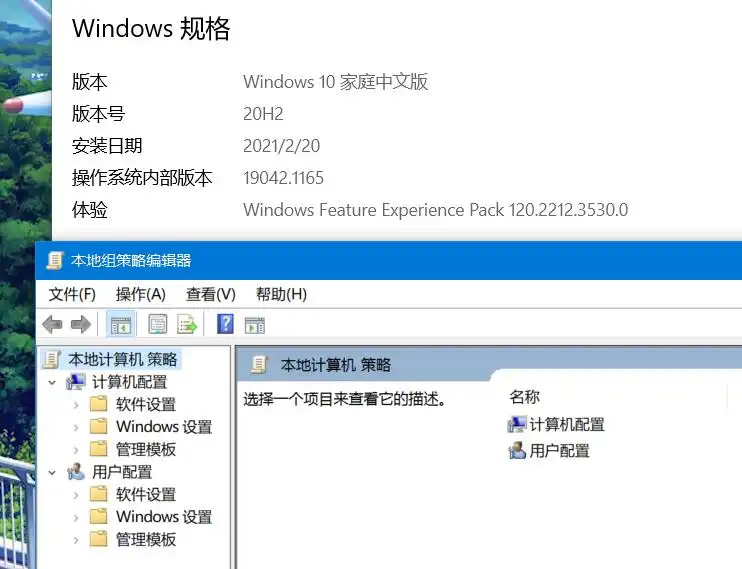 Windows 规格
版本 Windows 10 家庭中文版
版本号 20H2
安装日期 2021/2/20
操作系统内部版本 19042.1165
体验 Windows Feature Experience Pack 120.2212.3530.0
本地组策略编辑器
文件(F) 操作(A) 查看(V) 帮助(H)
本地计算机 策略
计算机配置
软件设置
Windows 设置
管理模板
用户配置
软件设置
Windows 设置
管理模板
本地计算机 策略
选择一个项目来查看它的描述。
名称
计算机配置
用户配置